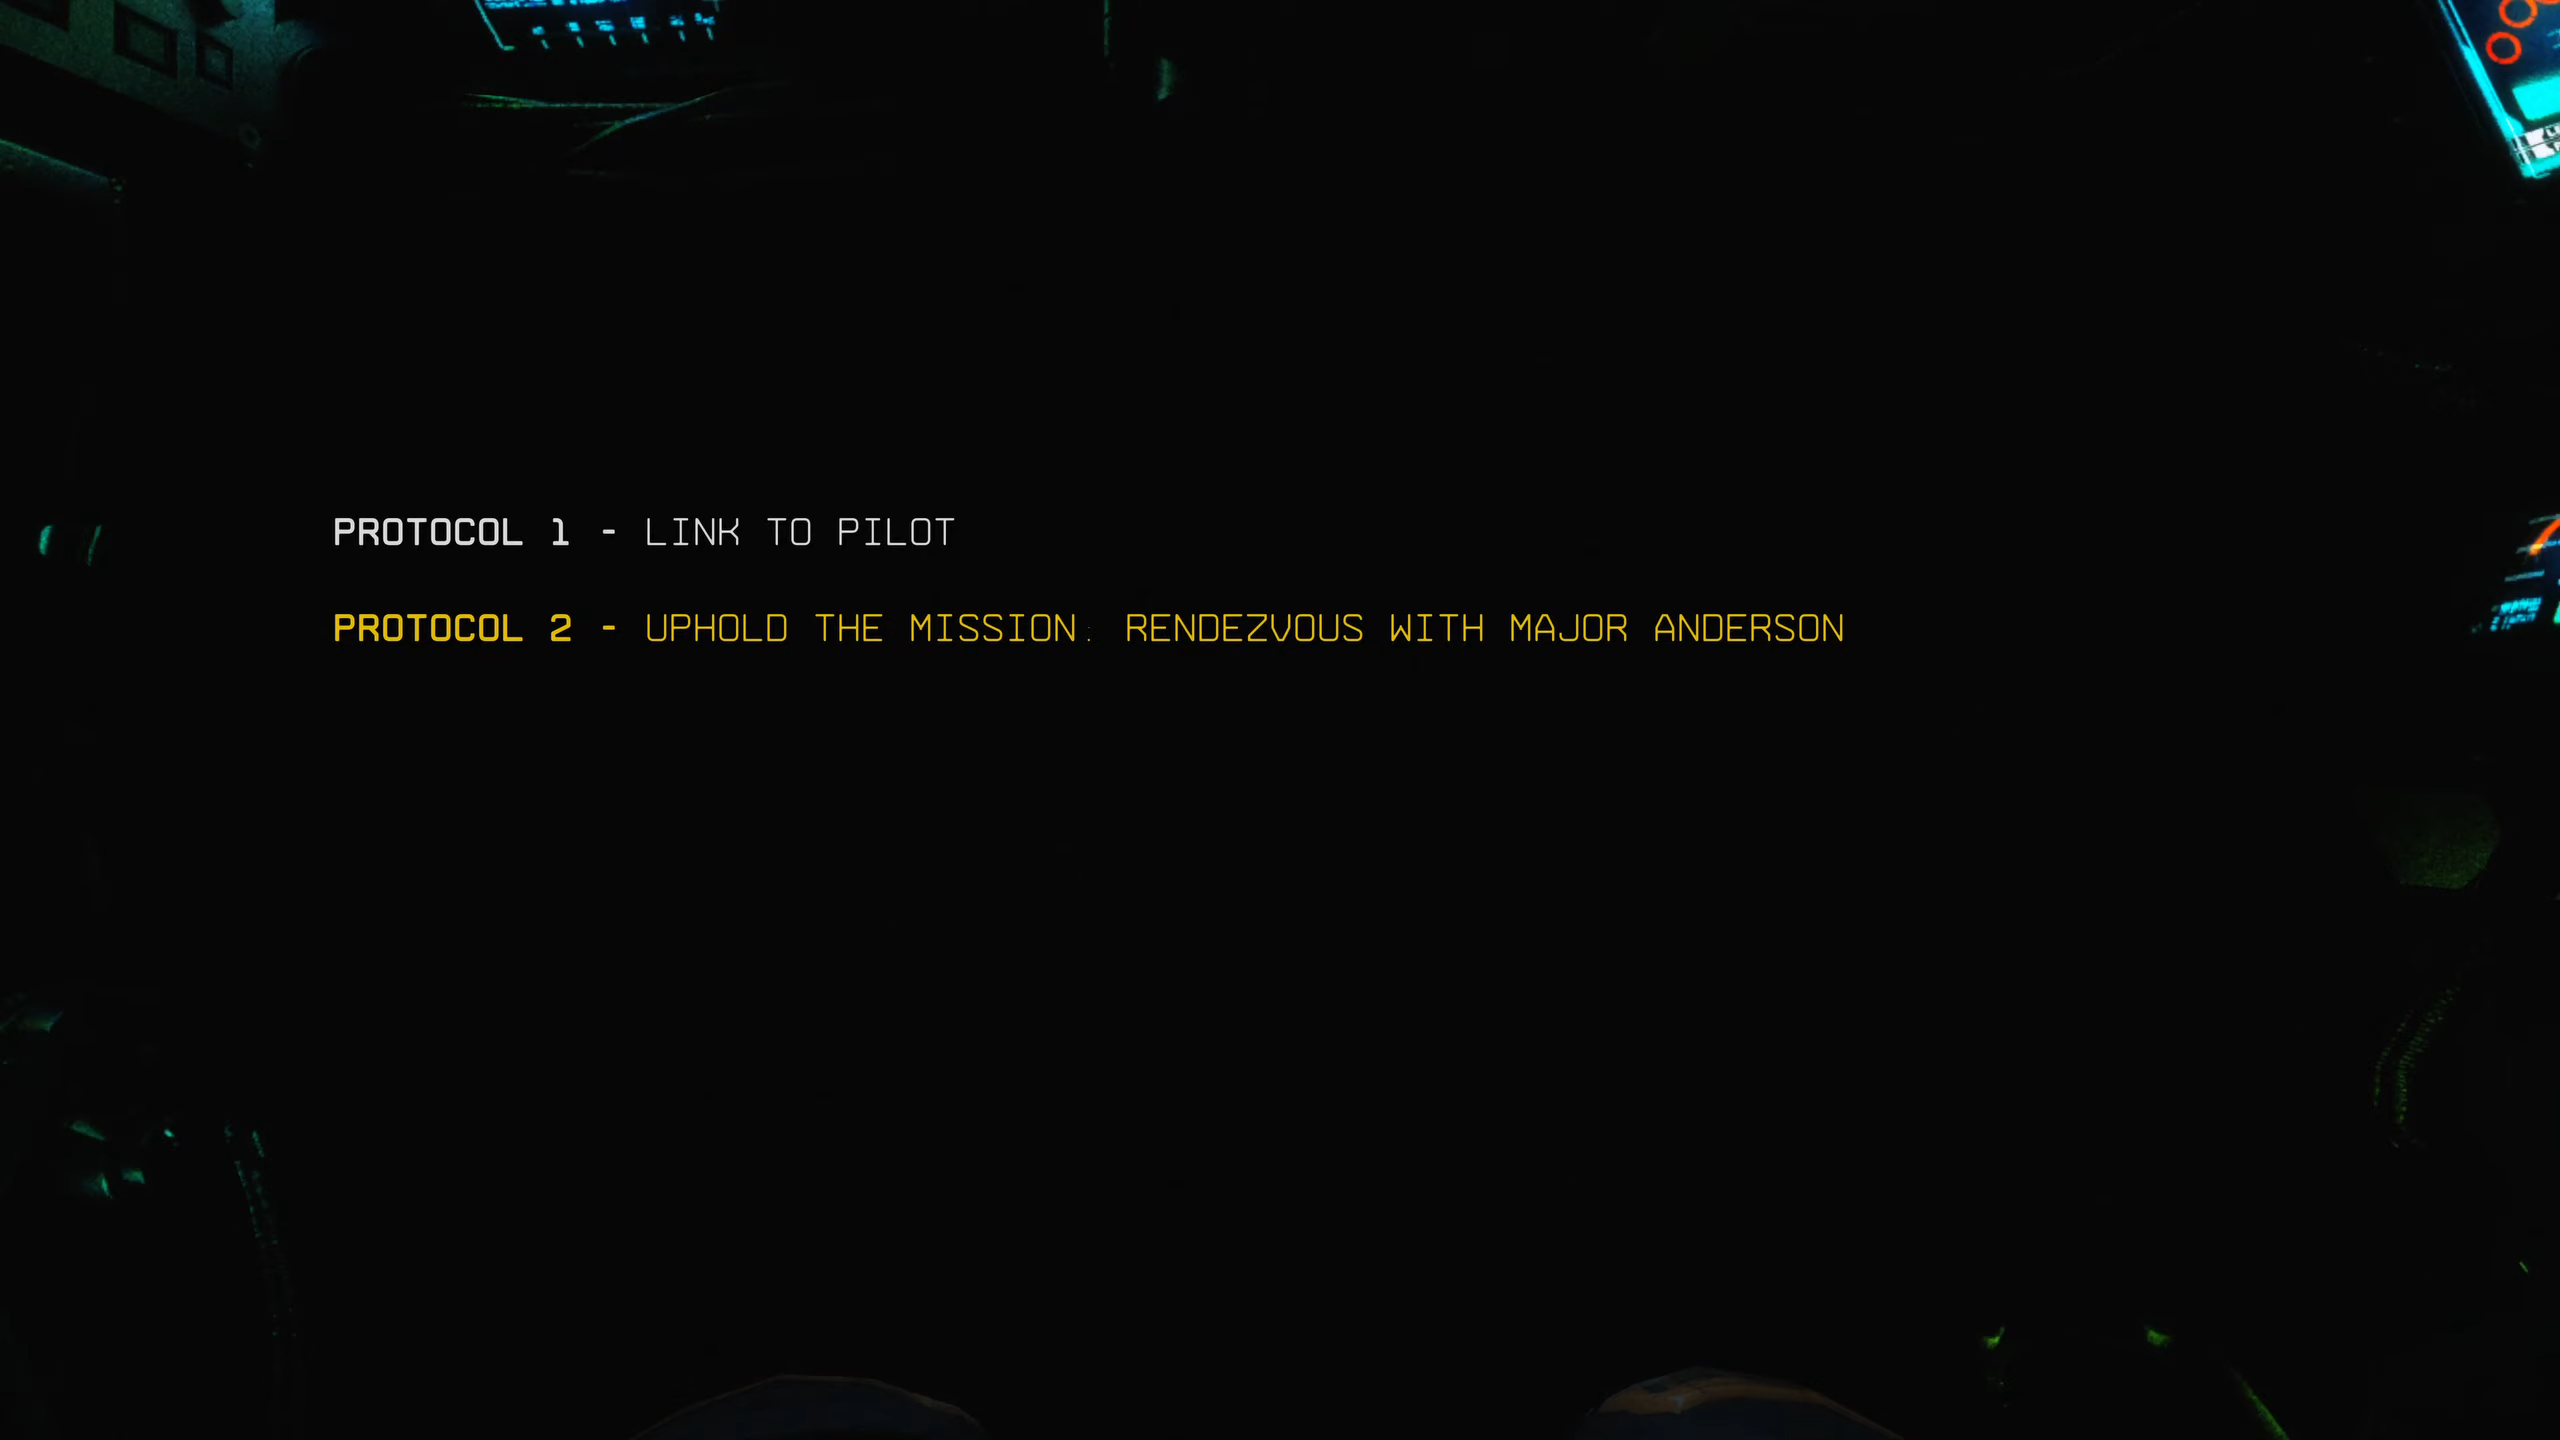 PROTOCOL 1 - LINK TO PILOT
PROTOCOL 2 - UPHOLD THE MISSION: RENDEZVOUS WITH MAJOR ANDERSON